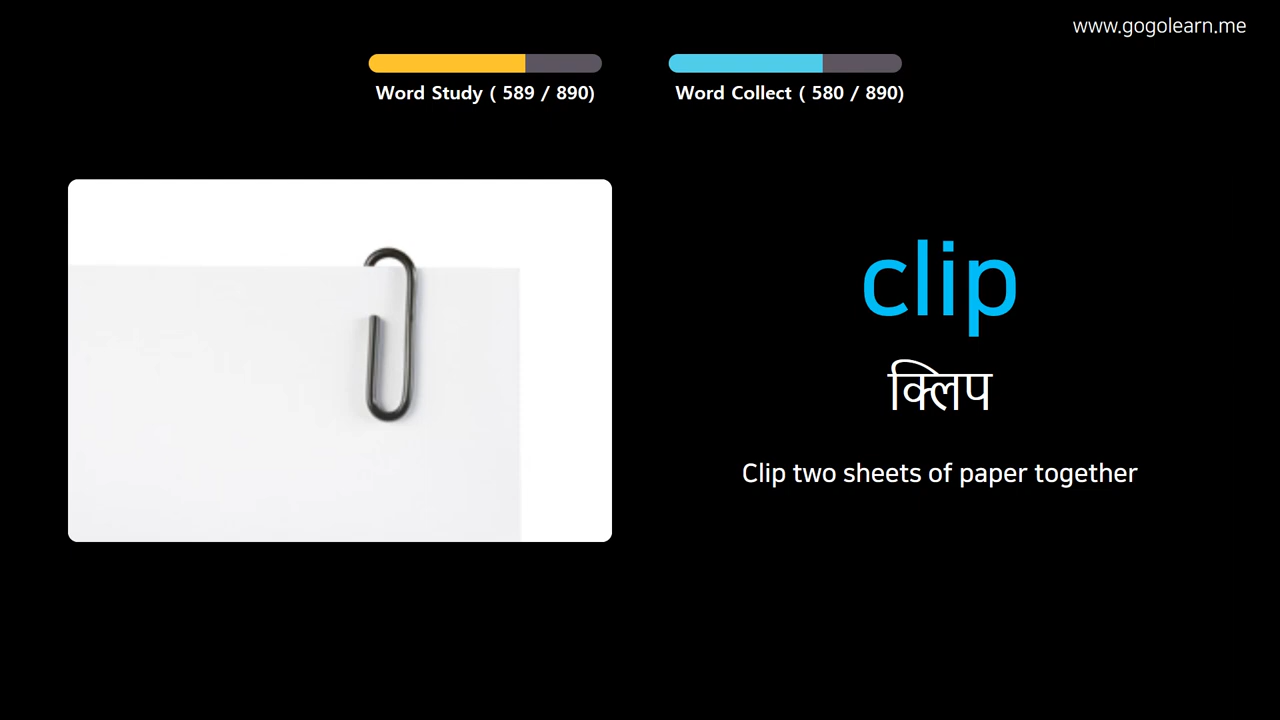 www.gogolearn.me
Word Study ( 589 / 890)
Word Collect ( 580 / 890)
clip
क्लिप
Clip two sheets of paper together